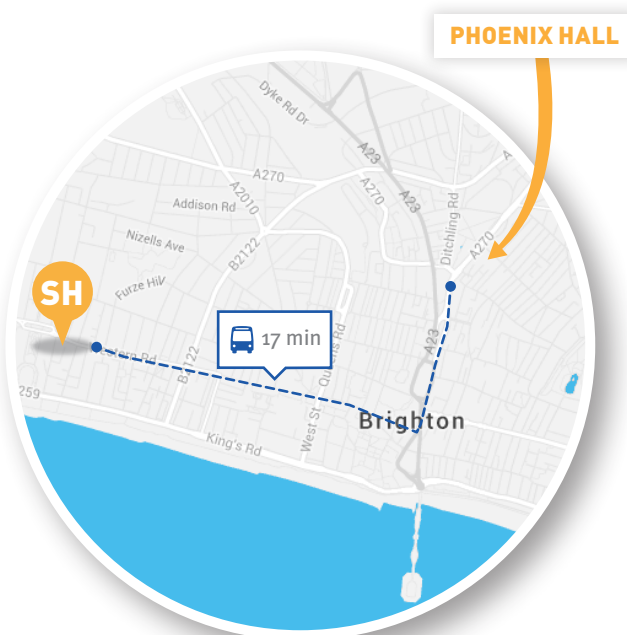 PHOENIX HALL
Dyke Rd Dr
A23
A270
A270
A2010
A23
Ditchling Rd
Addison Rd
A270
Nizells Ave
B2122
Furze Hill
SH
17 min
A23
Queens Rd
B2122
259
West St
Brighton
King's Rd